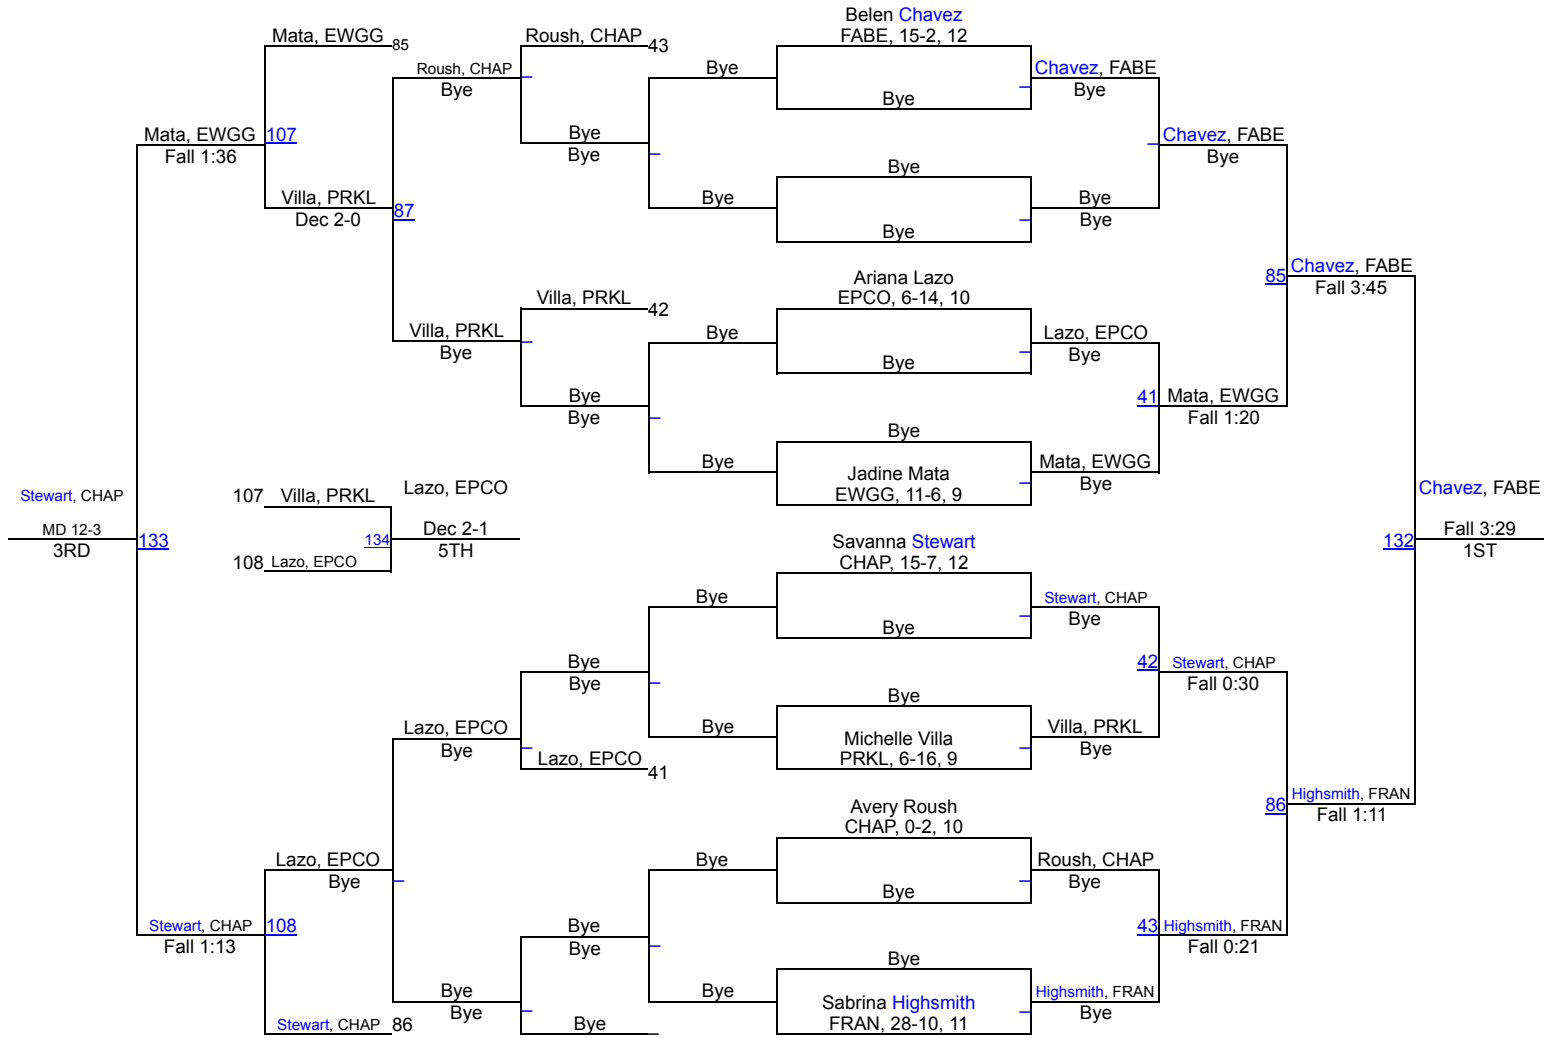 Belen Chavez
FABE, 15-2, 12
Mata, EWGG 85
Roush, CHAP 43
Roush, CHAP
Bye
Bye
Bye
Chavez, FABE
Bye
Mata, EWGG
Fall 1:36
107
Bye
Bye
Chavez, FABE
Bye
Villa, PRKL
Dec 2-0
87
Bye
Bye
Bye
Bye
Bye
Ariana Lazo
EPCO, 6-14, 10
85
Chavez, FABE
Fall 3:45
Villa, PRKL 42
Villa, PRKL
Bye
Bye
Bye
Lazo, EPCO
Bye
Bye
Bye
41
Mata, EWGG
Fall 1:20
Bye
Bye
Jadine Mata
EWGG, 11-6, 9
Mata, EWGG
Bye
Stewart, CHAP
MD 12-3
3RD
133
107 Villa, PRKL
Lazo, EPCO
134
Dec 2-1
5TH
108 Lazo, EPCO
Chavez, FABE
132
Fall 3:29
1ST
Savanna Stewart
CHAP, 15-7, 12
Bye
Bye
Stewart, CHAP
Bye
Bye
Bye
42
Stewart, CHAP
Fall 0:30
Lazo, EPCO
Bye
Lazo, EPCO 41
Bye
Bye
Michelle Villa
PRKL, 6-16, 9
Villa, PRKL
Bye
Avery Roush
CHAP, 0-2, 10
86
Highsmith, FRAN
Fall 1:11
Lazo, EPCO
Bye
Bye
Bye
Roush, CHAP
Bye
Stewart, CHAP
Fall 1:13
108
Bye
Bye
43
Highsmith, FRAN
Fall 0:21
Bye
Bye
Bye
Bye
Sabrina Highsmith
FRAN, 28-10, 11
Highsmith, FRAN
Bye
Stewart, CHAP 86
Bye